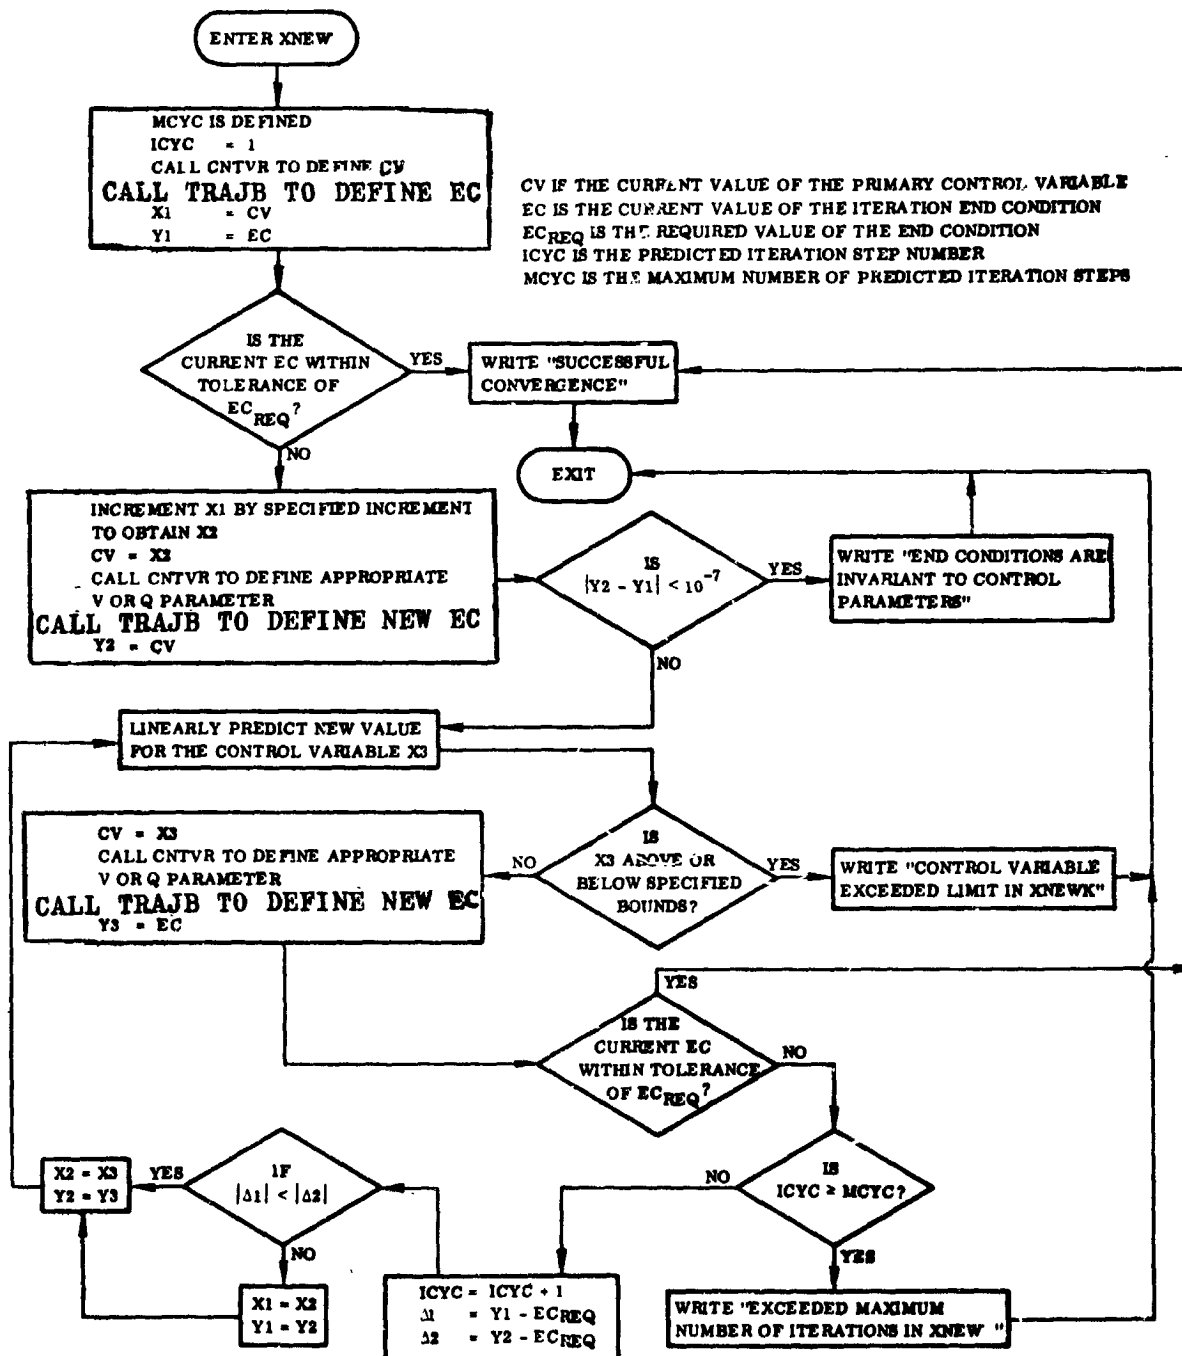 ENTER XNEW
MCYC IS DEFINED
ICYC = 1
CALL CNTVR TO DEFINE CV
CALL TRAJB TO DEFINE EC
X1 = CV
Y1 = EC
CV IF THE CURRENT VALUE OF THE PRIMARY CONTROL VARIABLE
EC IS THE CURRENT VALUE OF THE ITERATION END CONDITION
EC REQ IS THE REQUIRED VALUE OF THE END CONDITION
ICYC IS THE PREDICTED ITERATION STEP NUMBER
MCYC IS THE MAXIMUM NUMBER OF PREDICTED ITERATION STEPS
IS THE
CURRENT EC WITHIN
TOLERANCE OF
EC REQ ?
YES
WRITE "SUCCESSFUL
CONVERGENCE"
NO
EXIT
INCREMENT X1 BY SPECIFIED INCREMENT
TO OBTAIN X2
CV = X2
CALL CNTVR TO DEFINE APPROPRIATE
V OR Q PARAMETER
CALL TRAJB TO DEFINE NEW EC
Y2 = CV
IS
|Y2 - Y1| < 10⁻⁷
YES
WRITE "END CONDITIONS ARE
INVARIANT TO CONTROL
PARAMETERS"
NO
LINEARLY PREDICT NEW VALUE
FOR THE CONTROL VARIABLE X3
CV = X3
CALL CNTVR TO DEFINE APPROPRIATE
V OR Q PARAMETER
CALL TRAJB TO DEFINE NEW EC
Y3 = EC
NO
IS
X3 ABOVE OR
BELOW SPECIFIED
BOUNDS?
YES
WRITE "CONTROL VARIABLE
EXCEEDED LIMIT IN XNEWK"
YES
IS THE
CURRENT EC
WITHIN TOLERANCE
OF EC REQ ?
NO
IS
ICYC ≥ MCYC?
NO
YES
X2 = X3
Y2 = Y3
YES
IF
|Δ1| < |Δ2|
NO
X1 = X2
Y1 = Y2
ICYC = ICYC + 1
Δ1 = Y1 - EC REQ
Δ2 = Y2 - EC REQ
WRITE "EXCEEDED MAXIMUM
NUMBER OF ITERATIONS IN XNEW "